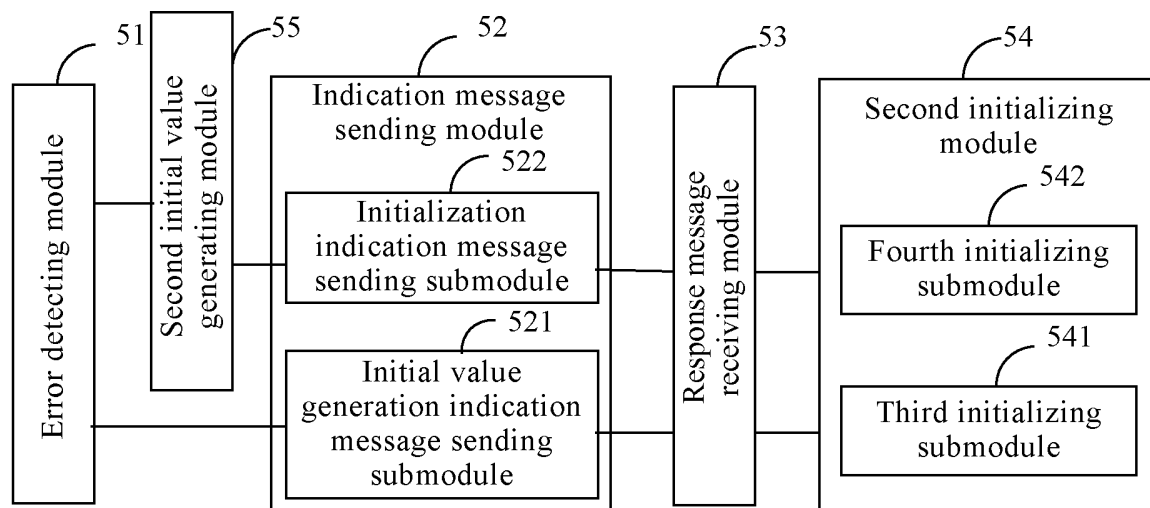 51
55
52
53
54
Error detecting module
Second initial value
generating module
Indication message
sending module
522
Initialization
indication message
sending submodule
521
Initial value
generation indication
message sending
submodule
Response message
receiving module
Second initializing
module
542
Fourth initializing
submodule
541
Third initializing
submodule